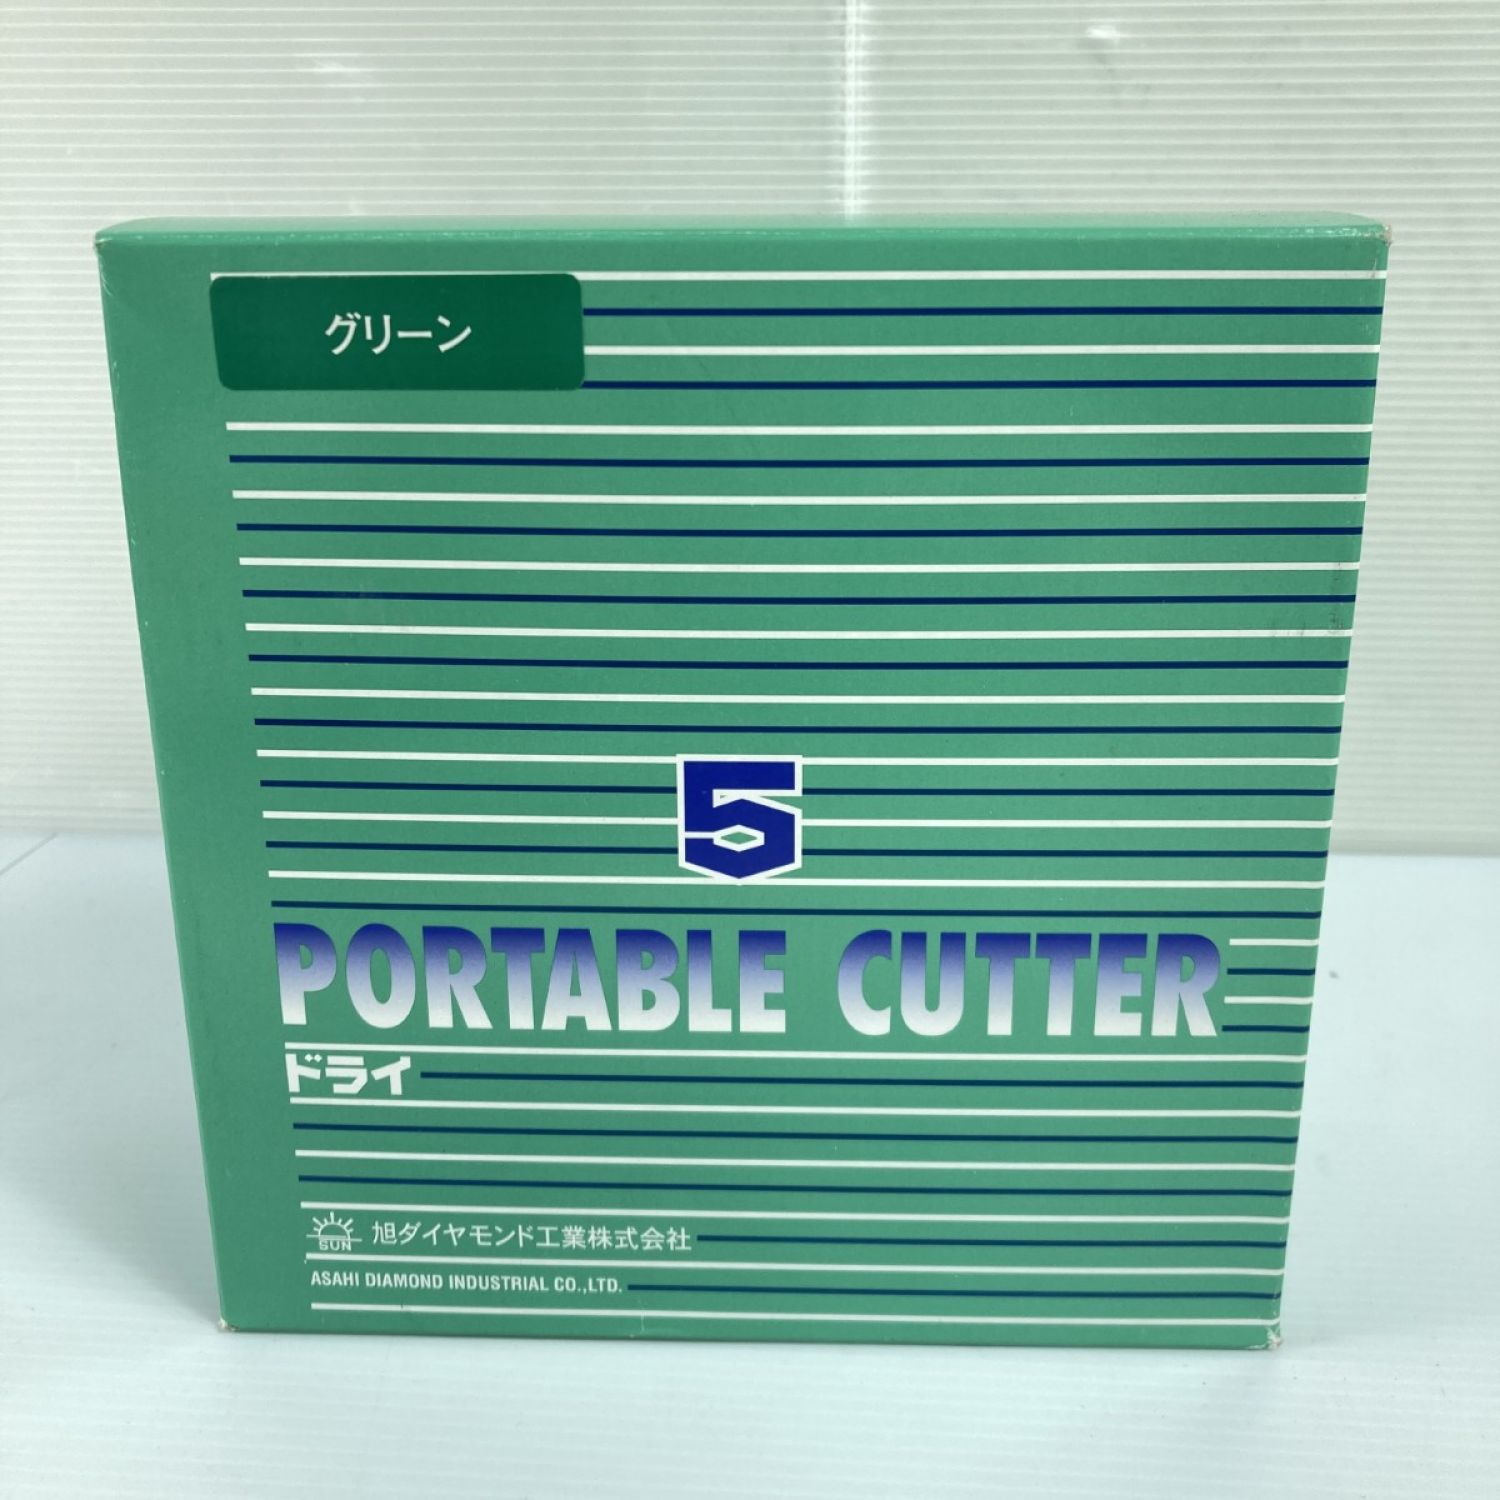 グリーン
5
PORTABLE CUTTER
ドライ
SUN 旭ダイヤモンド工業株式会社
ASAHI DIAMOND INDUSTRIAL CO.,LTD.